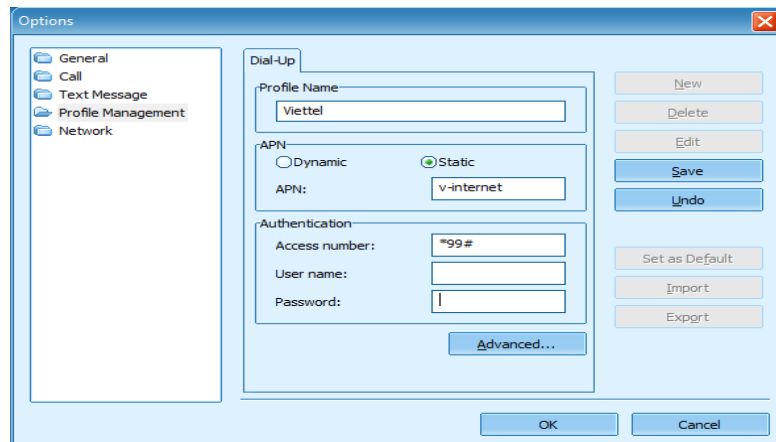 Options
General
Call
Text Message
Profile Management
Network
Dial-Up
Profile Name
Viettel
APN
Dynamic
Static
APN:
v-internet
Authentication
Access number:
*99#
User name:
Password:
Advanced...
New
Delete
Edit
Save
Undo
Set as Default
Import
Export
OK
Cancel